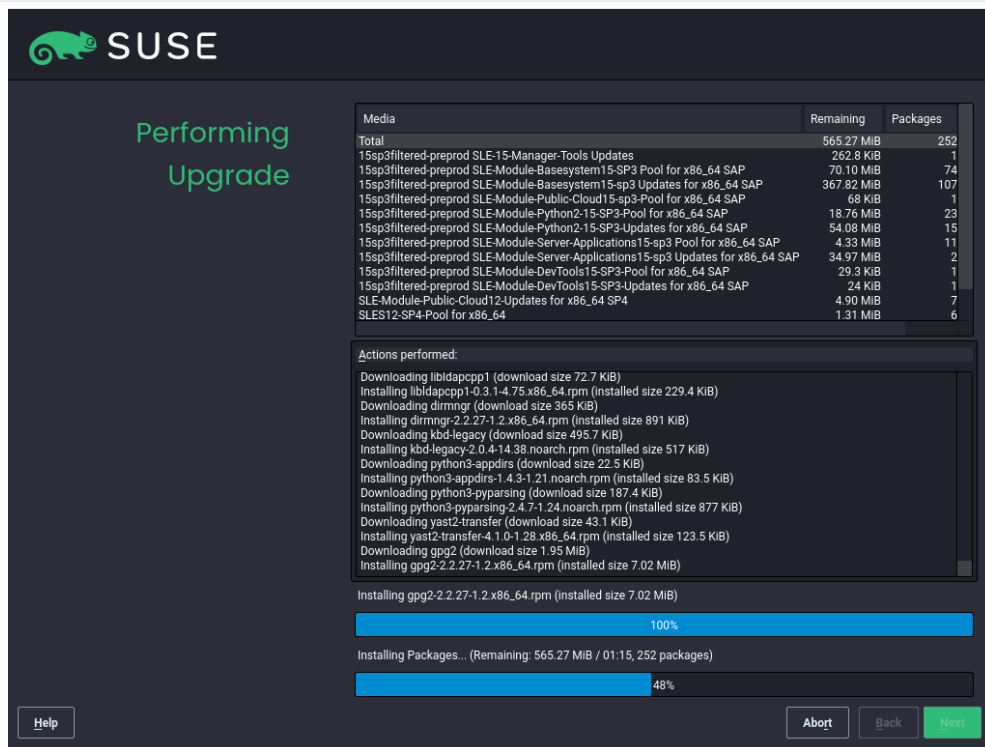 SUSE
Performing
Upgrade
Media Remaining Packages
Total 565.27 MiB 252
15sp3filtered-preprod SLE-15-Manager-Tools Updates 262.8 KiB 1
15sp3filtered-preprod SLE-Module-Basesystem15-SP3 Pool for x86_64 SAP 70.10 MiB 74
15sp3filtered-preprod SLE-Module-Basesystem15-sp3 Updates for x86_64 SAP 367.82 MiB 107
15sp3filtered-preprod SLE-Module-Public-Cloud15-sp3-Pool for x86_64 SAP 68 KiB 1
15sp3filtered-preprod SLE-Module-Python2-15-SP3-Pool for x86_64 SAP 18.76 MiB 23
15sp3filtered-preprod SLE-Module-Python2-15-SP3-Updates for x86_64 SAP 54.08 MiB 15
15sp3filtered-preprod SLE-Module-Server-Applications15-sp3 Pool for x86_64 SAP 4.33 MiB 11
15sp3filtered-preprod SLE-Module-Server-Applications15-sp3 Updates for x86_64 SAP 34.97 MiB 2
15sp3filtered-preprod SLE-Module-DevTools15-SP3-Pool for x86_64 SAP 29.3 KiB 1
15sp3filtered-preprod SLE-Module-DevTools15-SP3-Updates for x86_64 SAP 24 KiB 1
SLE-Module-Public-Cloud12-Updates for x86_64 SP4 4.90 MiB 7
SLES12-SP4-Pool for x86_64 1.31 MiB 6
Actions performed:
Downloading libldapcpp1 (download size 72.7 KiB)
Installing libldapcpp1-0.3.1-4.75.x86_64.rpm (installed size 229.4 KiB)
Downloading dirmngr (download size 365 KiB)
Installing dirmngr-2.2.27-1.2.x86_64.rpm (installed size 891 KiB)
Downloading kbd-legacy (download size 495.7 KiB)
Installing kbd-legacy-2.0.4-14.38.noarch.rpm (installed size 517 KiB)
Downloading python3-appdirs (download size 22.5 KiB)
Installing python3-appdirs-1.4.3-1.21.noarch.rpm (installed size 83.5 KiB)
Downloading python3-pyparsing (download size 187.4 KiB)
Installing python3-pyparsing-2.4.7-1.24.noarch.rpm (installed size 877 KiB)
Downloading yast2-transfer (download size 43.1 KiB)
Installing yast2-transfer-4.1.0-1.28.x86_64.rpm (installed size 123.5 KiB)
Downloading gpg2 (download size 1.95 MiB)
Installing gpg2-2.2.27-1.2.x86_64.rpm (installed size 7.02 MiB)
Installing gpg2-2.2.27-1.2.x86_64.rpm (installed size 7.02 MiB)
100%
Installing Packages... (Remaining: 565.27 MiB / 01:15, 252 packages)
48%
Help Abort Back Next